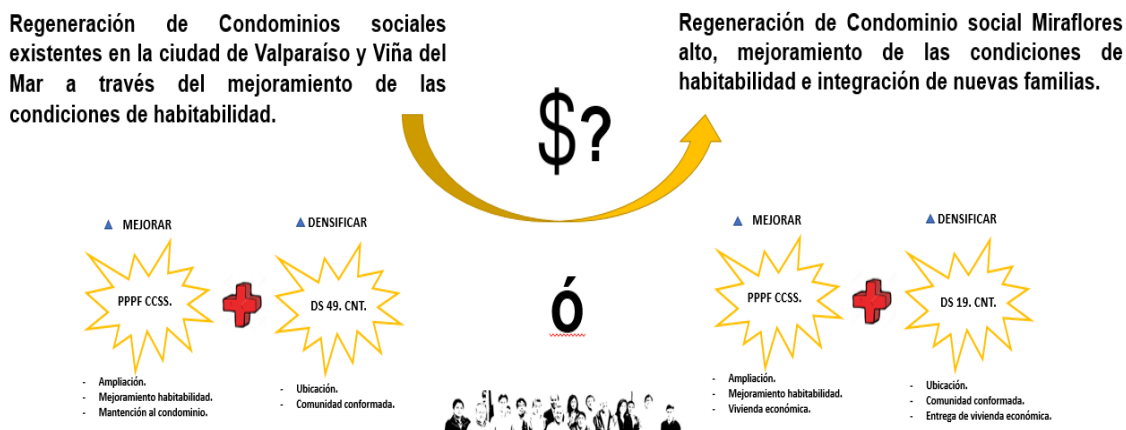 Regeneración de Condominios sociales
existentes en la ciudad de Valparaíso y Viña del
Mar a través del mejoramiento de las
condiciones de habitabilidad.
$?
Regeneración de Condominio social Miraflores
alto, mejoramiento de las condiciones de
habitabilidad e integración de nuevas familias.
MEJORAR
DENSIFICAR
PPPF CCSS.
DS 49. CNT.
- Ampliación.
- Mejoramiento habitabilidad.
- Mantención al condominio.
- Ubicación.
- Comunidad conformada.
Ó
MEJORAR
DENSIFICAR
PPPF CCSS.
DS 19. CNT.
- Ampliación.
- Mejoramiento habitabilidad.
- Vivienda económica.
- Ubicación.
- Comunidad conformada.
- Entrega de vivienda económica.